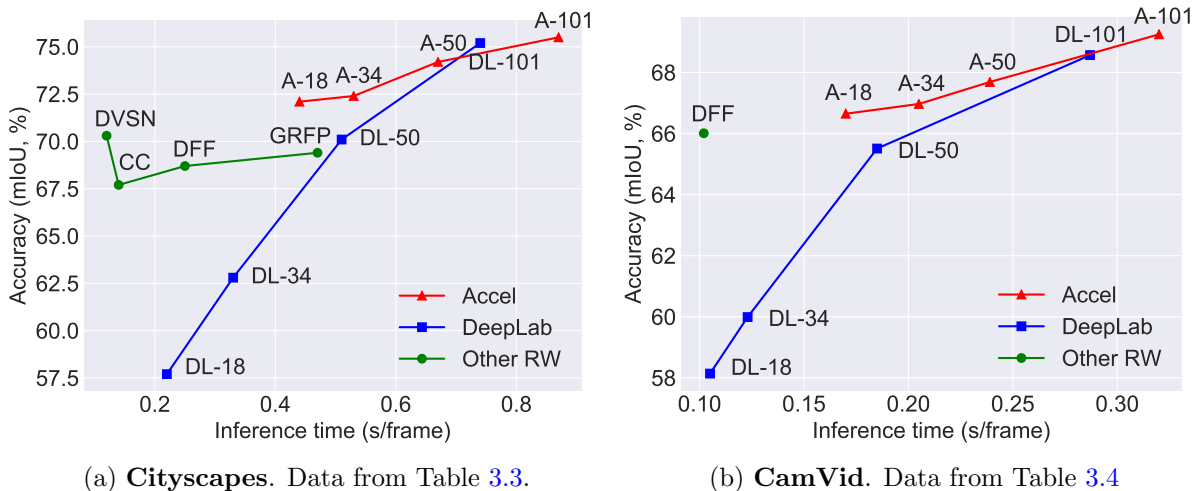 75.0
72.5
70.0
67.5
65.0
62.5
60.0
57.5
Accuracy (mIoU, %)
DVSN
CC
DFF
GRFP
A-18
A-34
A-50
A-101
DL-101
DL-50
DL-34
DL-18
Accel
DeepLab
Other RW
0.2 0.4 0.6 0.8
Inference time (s/frame)
(a) Cityscapes. Data from Table 3.3.
68
66
64
62
60
58
Accuracy (mIoU, %)
DFF
A-18
A-34
A-50
DL-101
A-101
DL-50
DL-34
DL-18
Accel
DeepLab
Other RW
0.10 0.15 0.20 0.25 0.30
Inference time (s/frame)
(b) CamVid. Data from Table 3.4